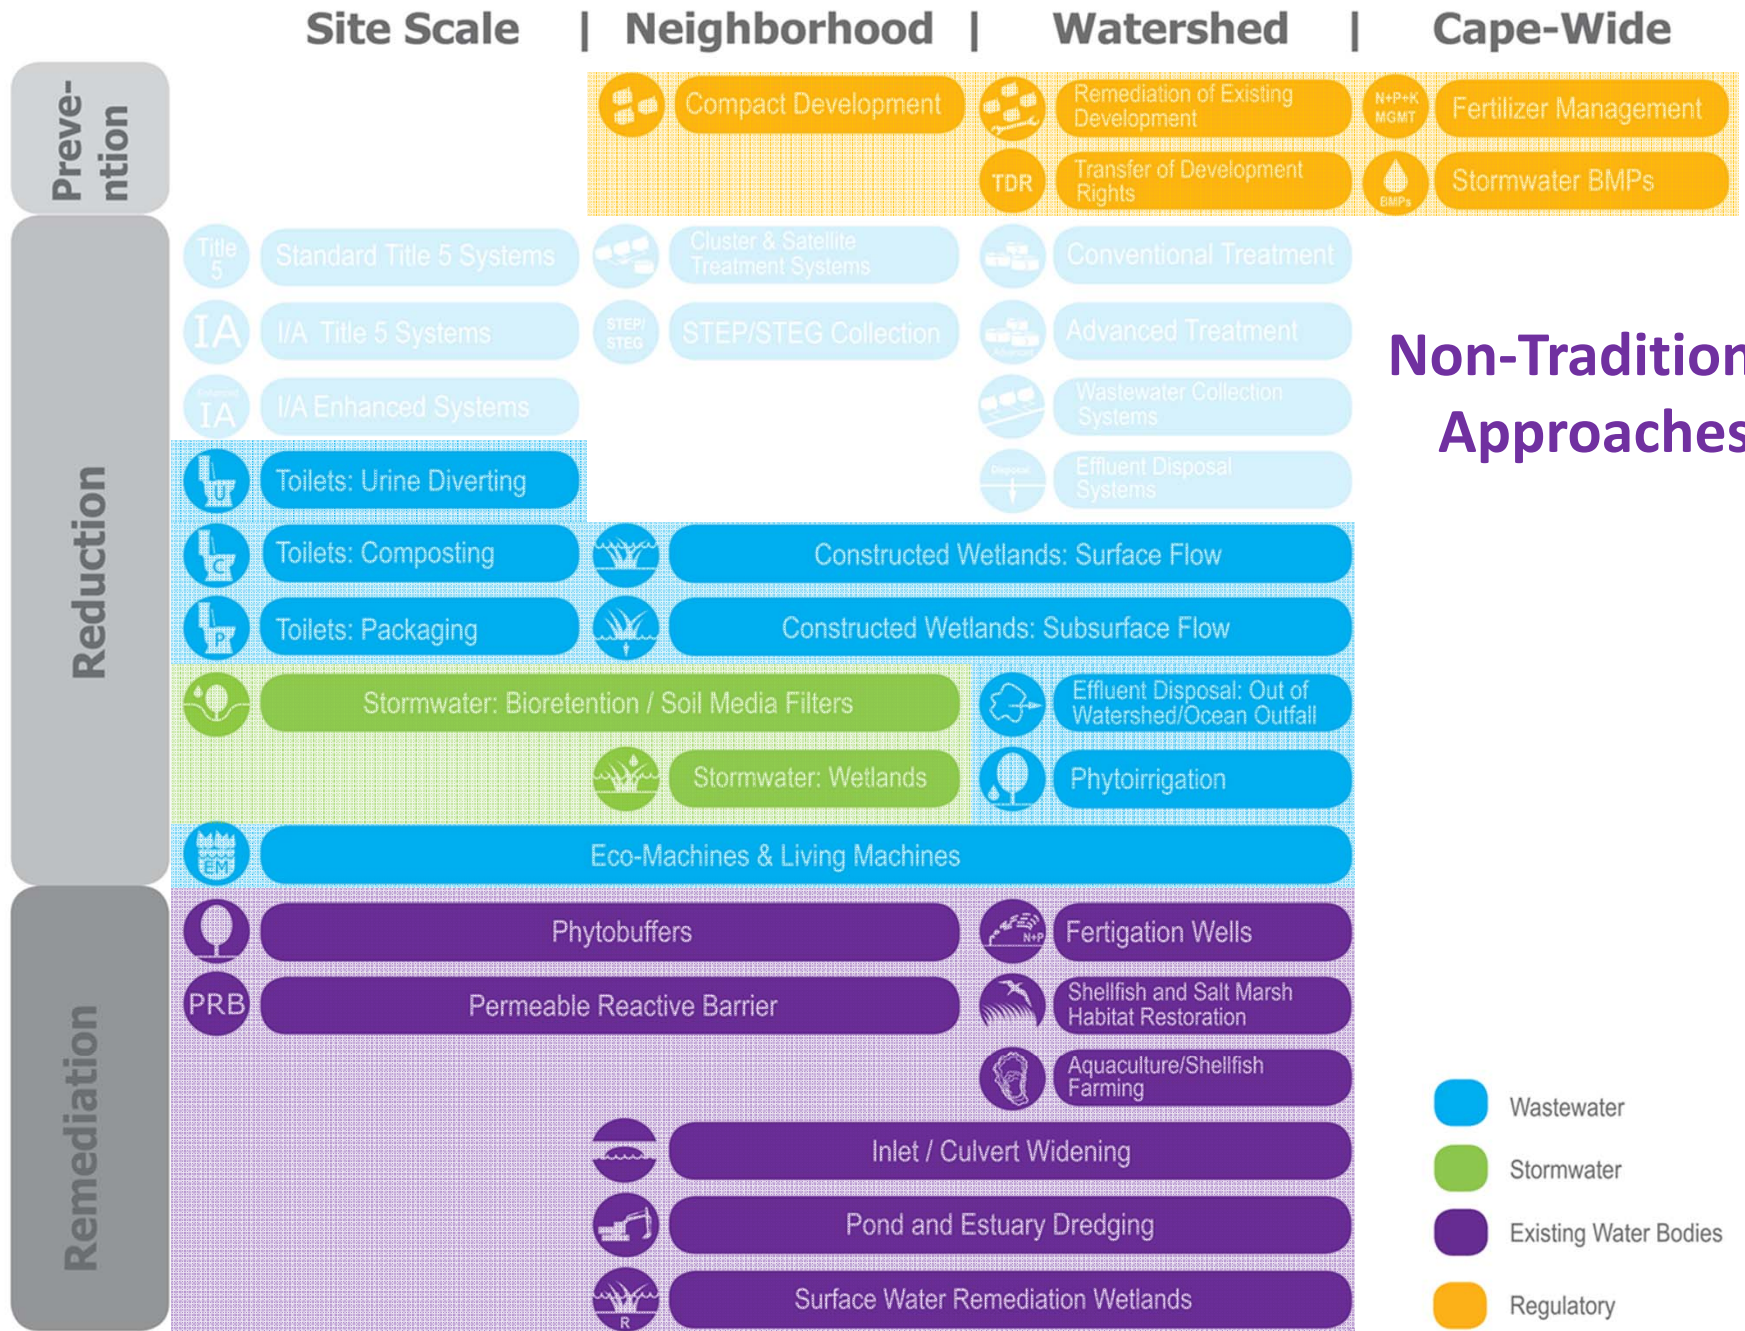 Site Scale | Neighborhood | Watershed | Cape-Wide
Preve-
ntion
Compact Development
Remediation of Existing
Development
N+P+K
MGMT
Fertilizer Management
TDR
Transfer of Development
Rights
BMPs
Stormwater BMPs
Reduction
Title
5
Standard Title 5 Systems
Cluster & Satellite
Treatment Systems
Conventional Treatment
IA
I/A Title 5 Systems
STEP/
STEG
STEP/STEG Collection
Advanced
Advanced Treatment
Non-Tradition
Approaches
Enhanced
IA
I/A Enhanced Systems
Wastewater Collection
Systems
U
Toilets: Urine Diverting
Disposal
Effluent Disposal
Systems
C
Toilets: Composting
Constructed Wetlands: Surface Flow
P
Toilets: Packaging
Constructed Wetlands: Subsurface Flow
Stormwater: Bioretention / Soil Media Filters
Effluent Disposal: Out of
Watershed/Ocean Outfall
Stormwater: Wetlands
Phytoirrigation
EM
Eco-Machines & Living Machines
Remediation
Phytobuffers
N+P
Fertigation Wells
PRB
Permeable Reactive Barrier
Shellfish and Salt Marsh
Habitat Restoration
Aquaculture/Shellfish
Farming
Inlet / Culvert Widening
Pond and Estuary Dredging
R
Surface Water Remediation Wetlands
Wastewater
Stormwater
Existing Water Bodies
Regulatory